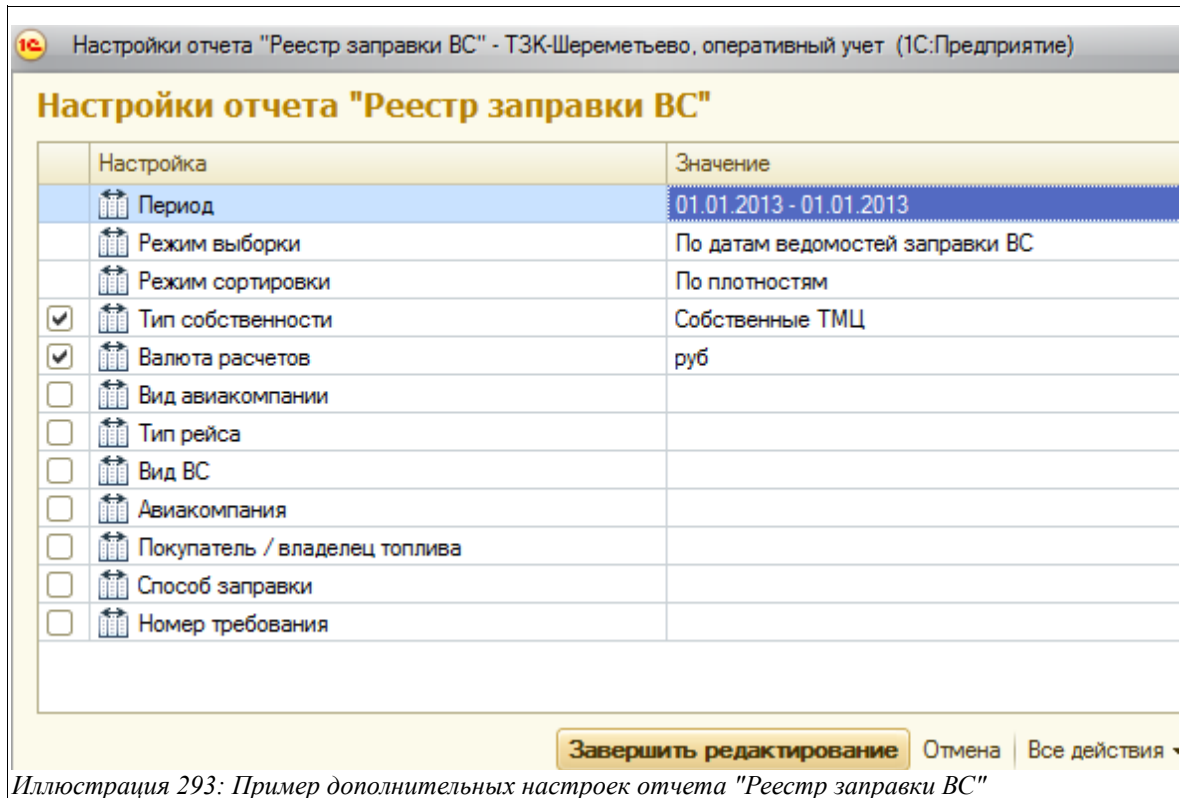 1С Настройки отчета "Реестр заправки ВС" - ТЗК-Шереметьево, оперативный учет (1С:Предприятие)
Настройки отчета "Реестр заправки ВС"
Настройка Значение
Период 01.01.2013 - 01.01.2013
Режим выборки По датам ведомостей заправки ВС
Режим сортировки По плотностям
Тип собственности Собственные ТМЦ
Валюта расчетов руб
Вид авиакомпании
Тип рейса
Вид ВС
Авиакомпания
Покупатель / владелец топлива
Способ заправки
Номер требования
Завершить редактирование Отмена Все действия
Иллюстрация 293: Пример дополнительных настроек отчета "Реестр заправки ВС"